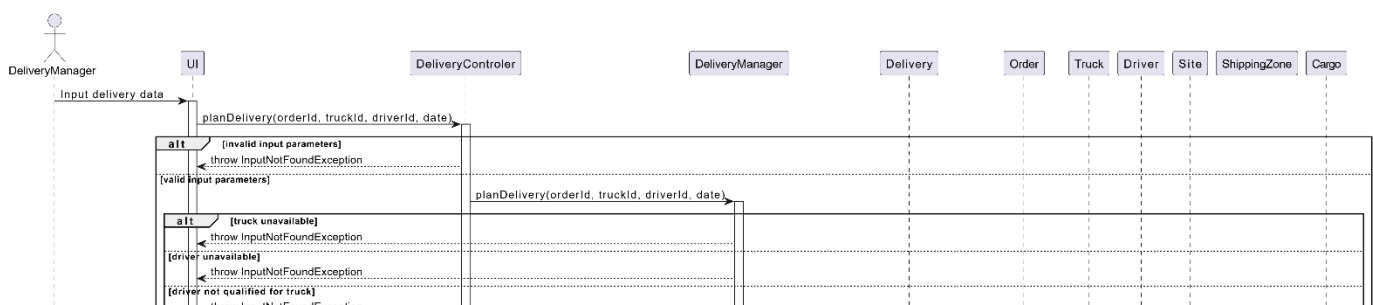 DeliveryManager
UI
DeliveryControler
DeliveryManager
Delivery
Order
Truck
Driver
Site
ShippingZone
Cargo
Input delivery data
planDelivery(orderId, truckId, driverId, date)
alt
[invalid input parameters]
throw InputNotFoundException
[valid input parameters]
planDelivery(orderId, truckId, driverId, date)
alt
[truck unavailable]
throw InputNotFoundException
[driver unavailable]
throw InputNotFoundException
[driver not qualified for truck]